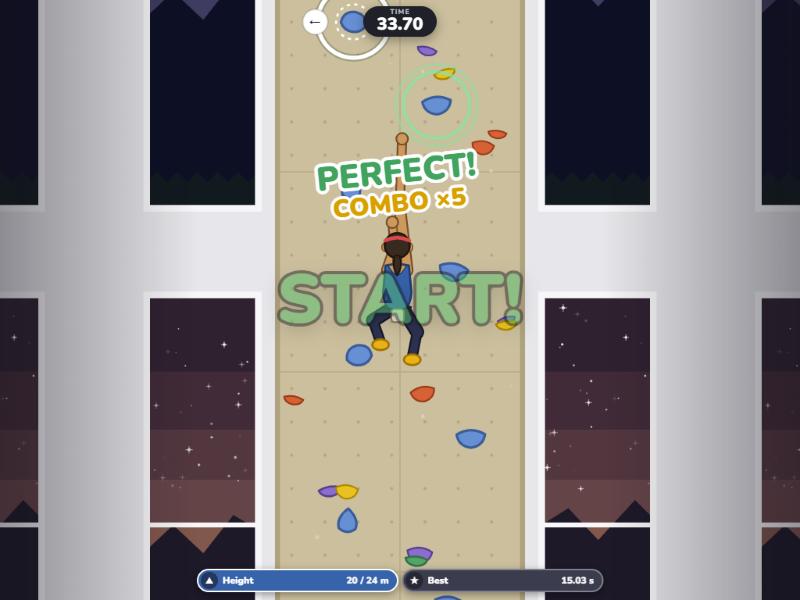 TIME
33.70
PERFECT!
COMBO ×5
START!
Height 20 / 24 m
Best 15.03 s